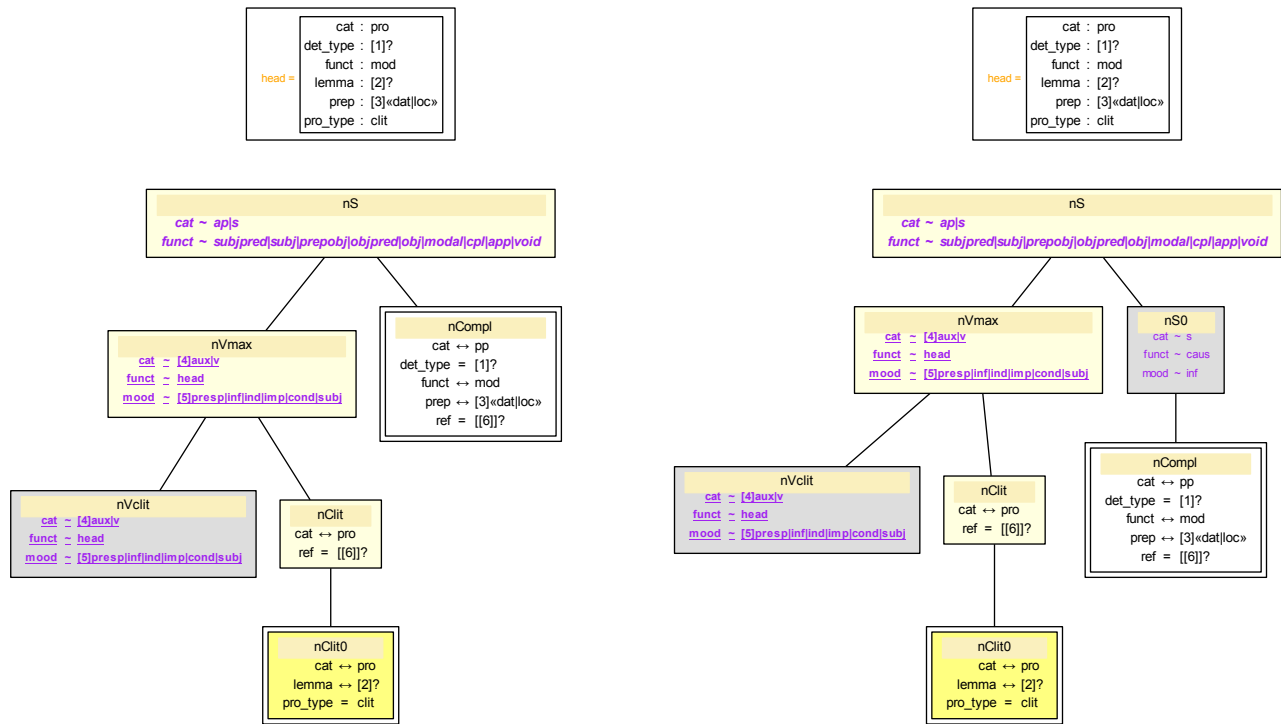 head =
cat : pro
det_type : [1]?
funct : mod
lemma : [2]?
prep : [3]«dat|loc»
pro_type : clit
nS
cat ~ ap|s
funct ~ subjpred|subj|prepobj|objpred|obj|modal|cpl|app|void
nVmax
cat ~ [4]aux|v
funct ~ head
mood ~ [5]presp|inf|ind|imp|cond|subj
nCompl
cat ↔ pp
det_type = [1]?
funct ↔ mod
prep ↔ [3]«dat|loc»
ref = [[6]]?
nVclit
cat ~ [4]aux|v
funct ~ head
mood ~ [5]presp|inf|ind|imp|cond|subj
nClit
cat ↔ pro
ref = [[6]]?
nClit0
cat ↔ pro
lemma ↔ [2]?
pro_type = clit
head =
cat : pro
det_type : [1]?
funct : mod
lemma : [2]?
prep : [3]«dat|loc»
pro_type : clit
nS
cat ~ ap|s
funct ~ subjpred|subj|prepobj|objpred|obj|modal|cpl|app|void
nVmax
cat ~ [4]aux|v
funct ~ head
mood ~ [5]presp|inf|ind|imp|cond|subj
nS0
cat ~ s
funct ~ caus
mood ~ inf
nVclit
cat ~ [4]aux|v
funct ~ head
mood ~ [5]presp|inf|ind|imp|cond|subj
nClit
cat ↔ pro
ref = [[6]]?
nCompl
cat ↔ pp
det_type = [1]?
funct ↔ mod
prep ↔ [3]«dat|loc»
ref = [[6]]?
nClit0
cat ↔ pro
lemma ↔ [2]?
pro_type = clit